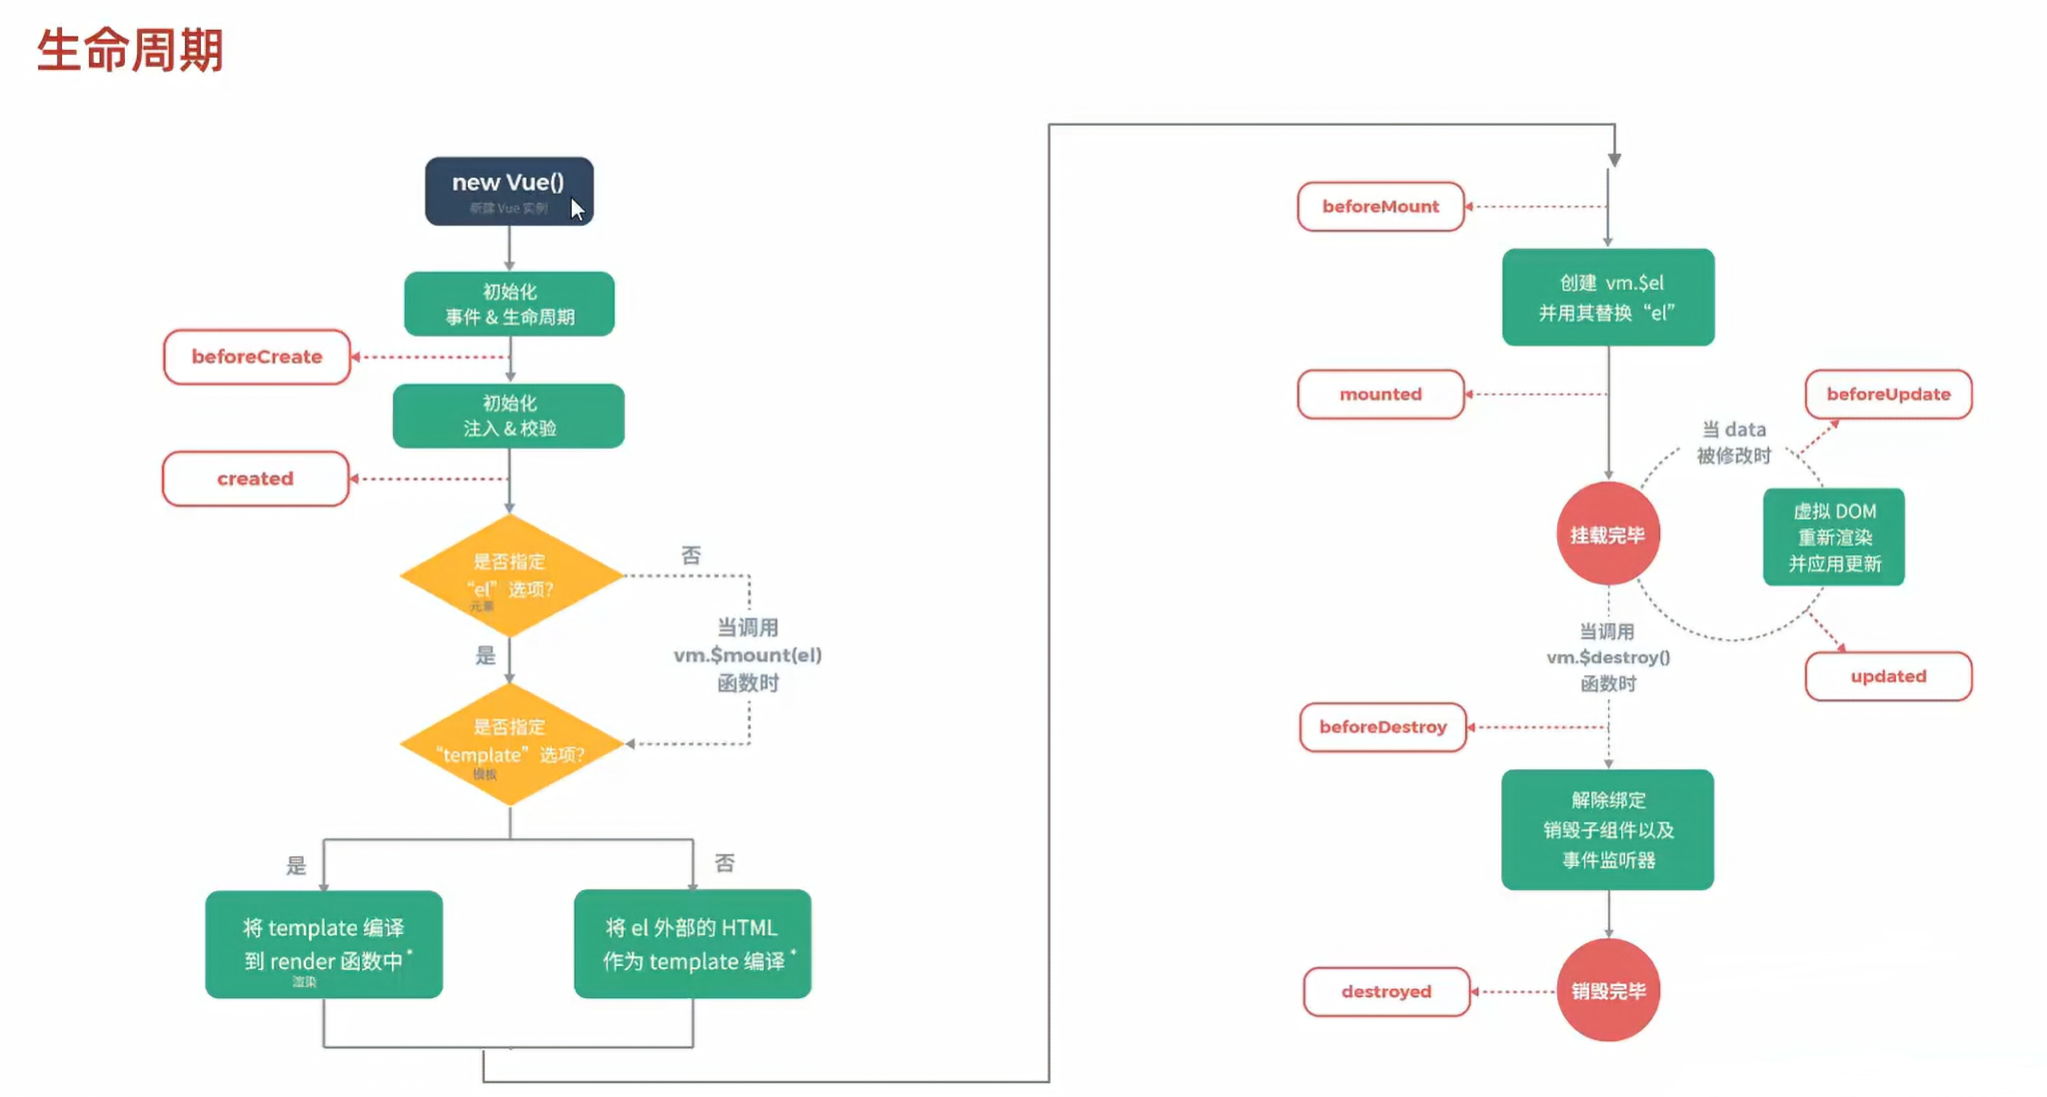 生命周期
new Vue()
新建 Vue 实例
初始化
事件 & 生命周期
beforeCreate
初始化
注入 & 校验
created
是否指定
“el” 选项?
元素
否
是
当调用
vm.$mount(el)
函数时
是否指定
“template” 选项?
模板
是
否
将 template 编译
到 render 函数中*
渲染
将 el 外部的 HTML
作为 template 编译*
beforeMount
创建 vm.$el
并用其替换 “el”
mounted
beforeUpdate
当 data
被修改时
挂载完毕
虚拟 DOM
重新渲染
并应用更新
updated
当调用
vm.$destroy()
函数时
beforeDestroy
解除绑定
销毁子组件以及
事件监听器
destroyed
销毁完毕